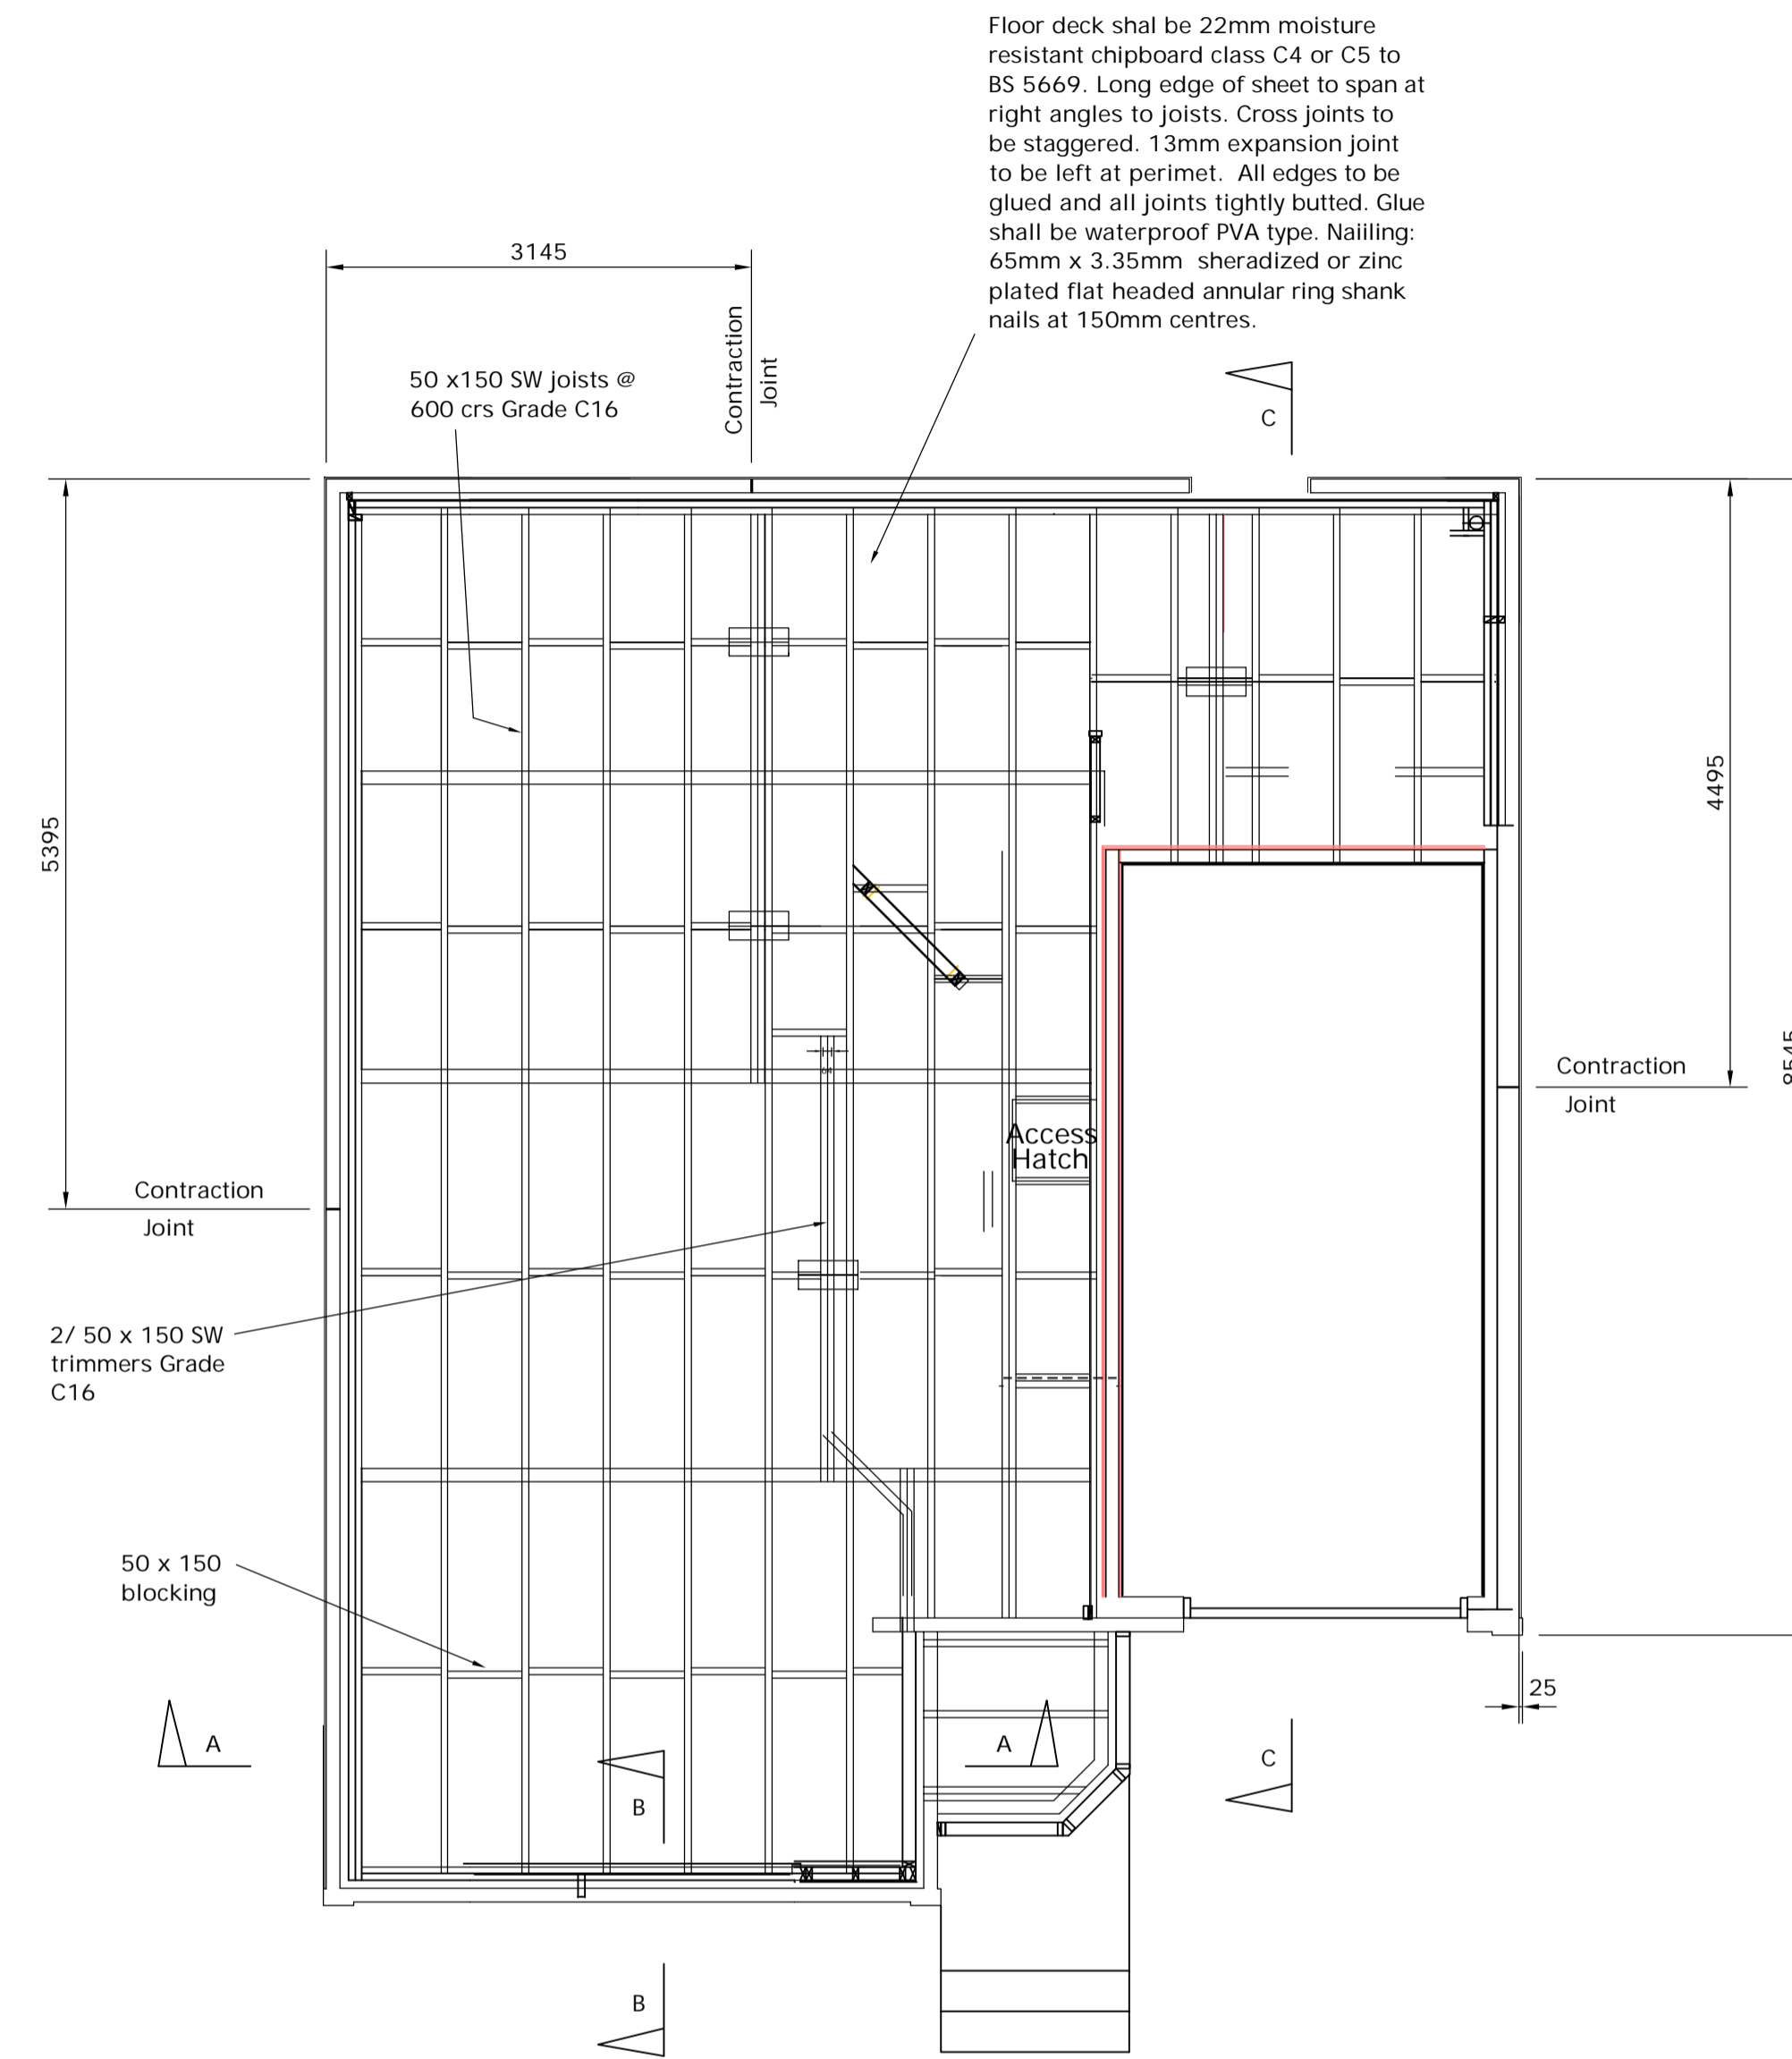 Floor deck shal be 22mm moisture
resistant chipboard class C4 or C5 to
BS 5669. Long edge of sheet to span at
right angles to joists. Cross joints to
be staggered. 13mm expansion joint
to be left at perimet. All edges to be
glued and all joints tightly butted. Glue
shall be waterproof PVA type. Naiiling:
65mm x 3.35mm sheradized or zinc
plated flat headed annular ring shank
nails at 150mm centres.
3145
Contraction
Joint
50 x150 SW joists @
600 crs Grade C16
C
5395
4495
8545
Contraction
Joint
64
Access
Hatch
Contraction
Joint
2/ 50 x 150 SW
trimmers Grade
C16
50 x 150
blocking
25
A
A
B
C
B